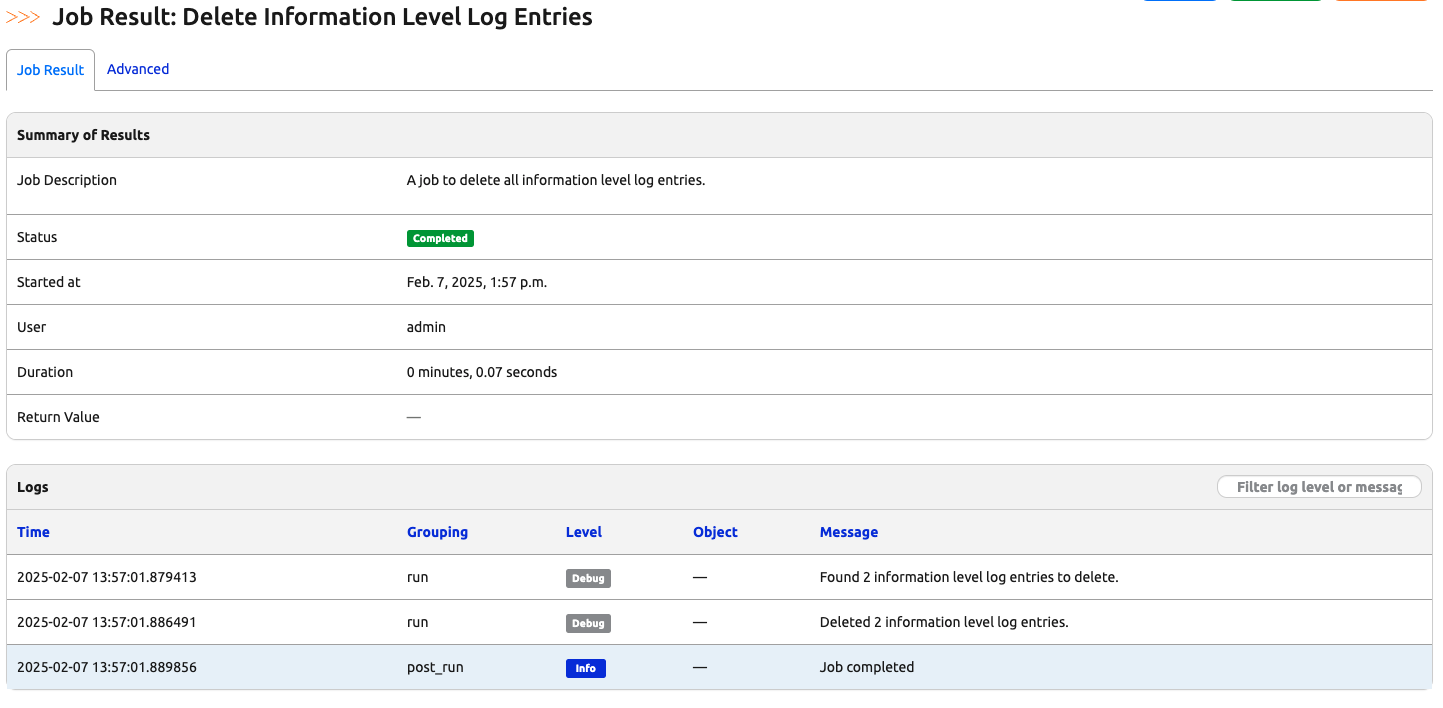 >>> Job Result: Delete Information Level Log Entries
Job Result Advanced
Summary of Results
Job Description A job to delete all information level log entries.
Status Completed
Started at Feb. 7, 2025, 1:57 p.m.
User admin
Duration 0 minutes, 0.07 seconds
Return Value —
Logs Filter log level or messag
Time Grouping Level Object Message
2025-02-07 13:57:01.879413 run Debug — Found 2 information level log entries to delete.
2025-02-07 13:57:01.886491 run Debug — Deleted 2 information level log entries.
2025-02-07 13:57:01.889856 post_run Info — Job completed